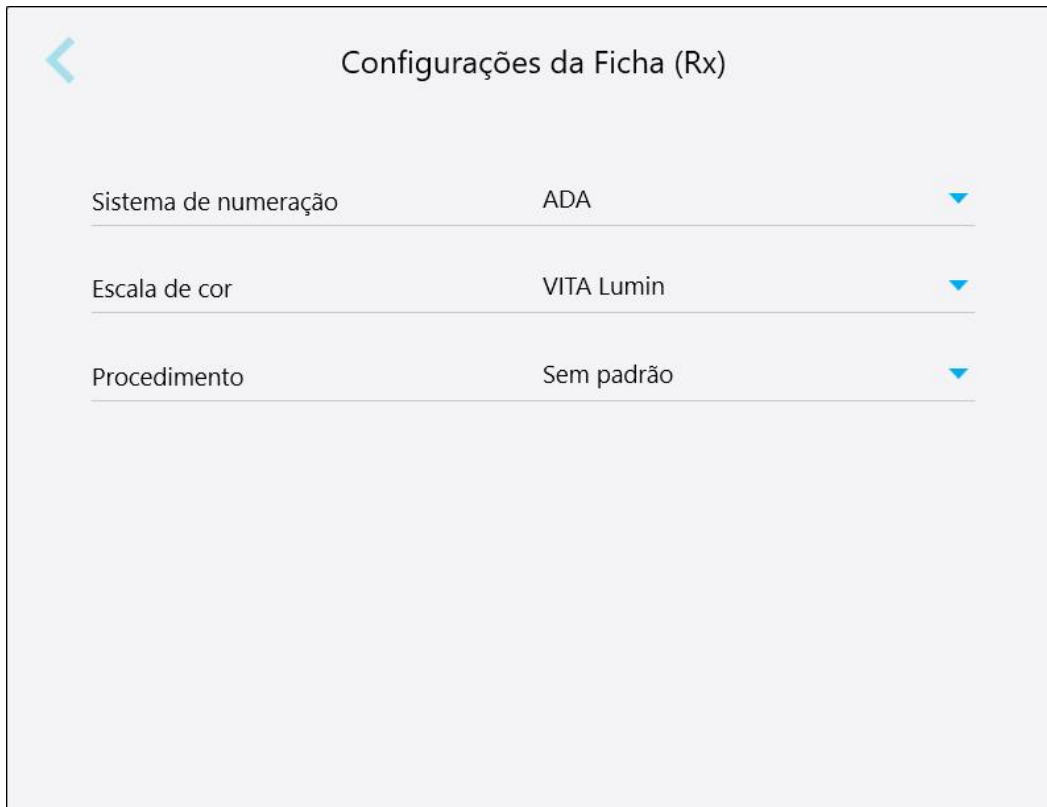 Configurações da Ficha (Rx)
Sistema de numeração ADA
Escala de cor VITA Lumin
Procedimento Sem padrão